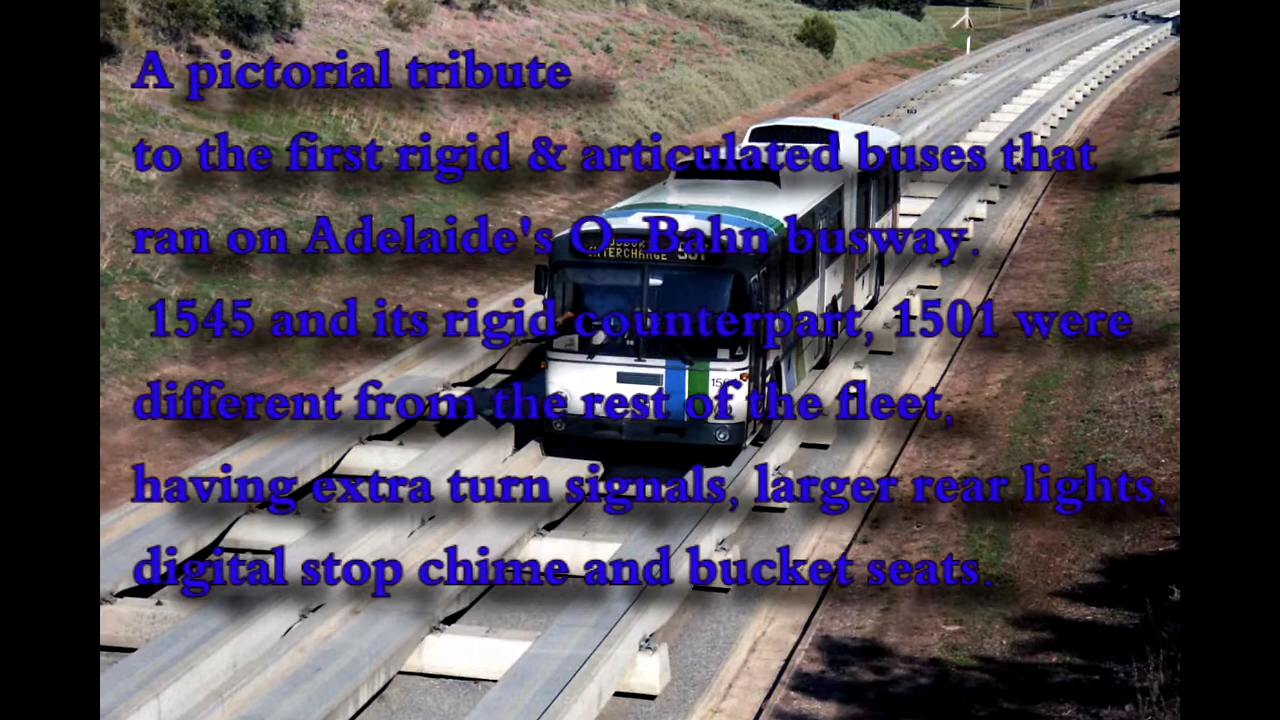 A pictorial tribute
to the first rigid & articulated buses that
ran on Adelaide's O- Bahn busway.
1545 and its rigid counterpart, 1501 were
different from the rest of the fleet,
having extra turn signals, larger rear lights,
digital stop chime and bucket seats.
INTERCHANGE 501